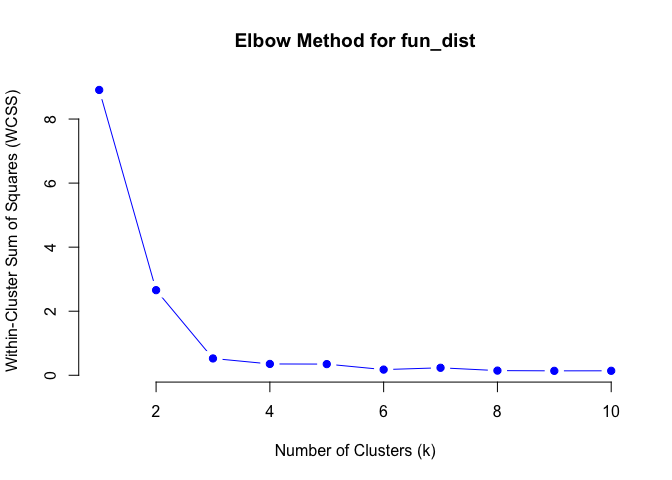 Elbow Method for fun_dist
Within-Cluster Sum of Squares (WCSS)
8
6
4
2
0
2 4 6 8 10
Number of Clusters (k)